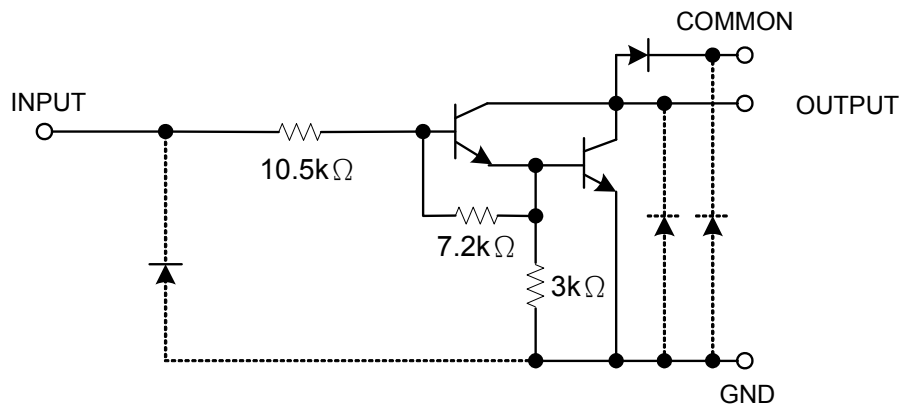 COMMON
INPUT
OUTPUT
10.5kΩ
7.2kΩ
3kΩ
GND